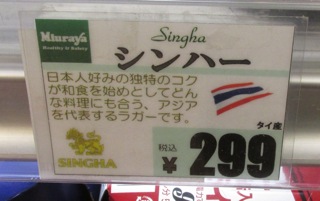 Miuraya
Healthy & Safety
Singha
シンハー
日本人好みの独特のコク
が和食を始めとしてどん
な料理にも合う、アジア
を代表するラガーです。
タイ産
SINGHA
税込
¥299